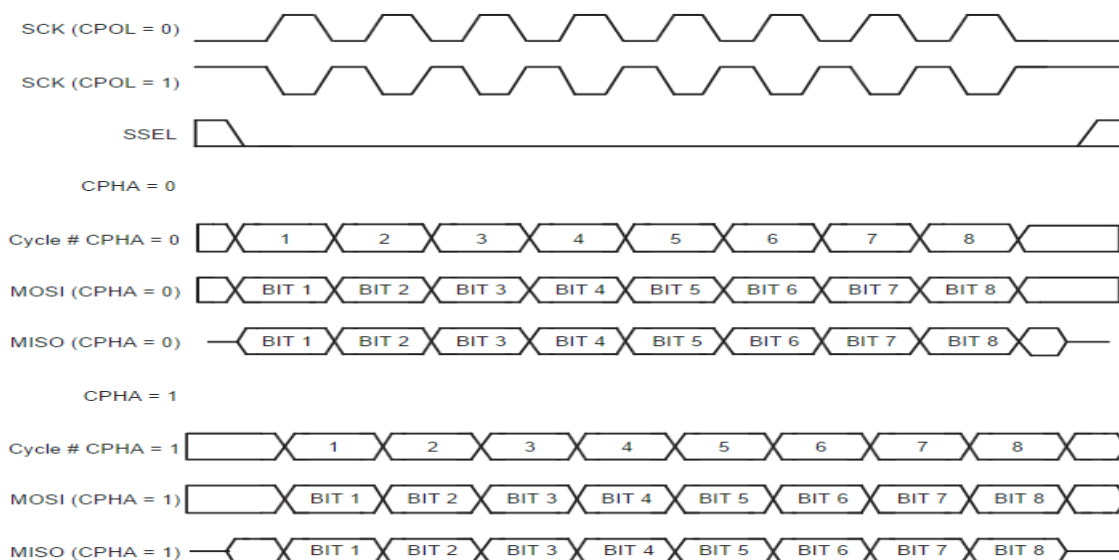 SCK (CPOL = 0)
SCK (CPOL = 1)
SSEL
CPHA = 0
Cycle # CPHA = 0 1 2 3 4 5 6 7 8
MOSI (CPHA = 0) BIT 1 BIT 2 BIT 3 BIT 4 BIT 5 BIT 6 BIT 7 BIT 8
MISO (CPHA = 0) BIT 1 BIT 2 BIT 3 BIT 4 BIT 5 BIT 6 BIT 7 BIT 8
CPHA = 1
Cycle # CPHA = 1 1 2 3 4 5 6 7 8
MOSI (CPHA = 1) BIT 1 BIT 2 BIT 3 BIT 4 BIT 5 BIT 6 BIT 7 BIT 8
MISO (CPHA = 1) BIT 1 BIT 2 BIT 3 BIT 4 BIT 5 BIT 6 BIT 7 BIT 8